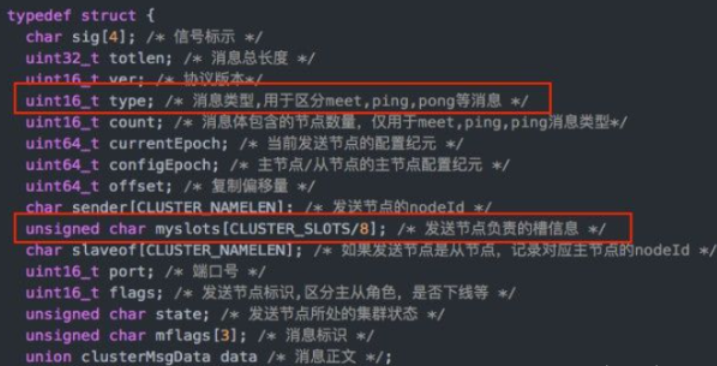 typedef struct {
char sig[4]; /* 信号标示 */
uint32_t totlen; /* 消息总长度 */
uint16_t ver; /* 协议版本*/
uint16_t type; /* 消息类型,用于区分meet,ping,pong等消息 */
uint16_t count; /* 消息体包含的节点数量，仅用于meet,ping,ping消息类型*/
uint64_t currentEpoch; /* 当前发送节点的配置纪元 */
uint64_t configEpoch; /* 主节点/从节点的主节点配置纪元 */
uint64_t offset; /* 复制偏移量 */
char sender[CLUSTER_NAMELEN]; /* 发送节点的nodeId */
unsigned char myslots[CLUSTER_SLOTS/8]; /* 发送节点负责的槽信息 */
char slaveof[CLUSTER_NAMELEN]; /* 如果发送节点是从节点，记录对应主节点的nodeId */
uint16_t port; /* 端口号 */
uint16_t flags; /* 发送节点标识,区分主从角色，是否下线等 */
unsigned char state; /* 发送节点所处的集群状态 */
unsigned char mflags[3]; /* 消息标识 */
union clusterMsgData data /* 消息正文 */;